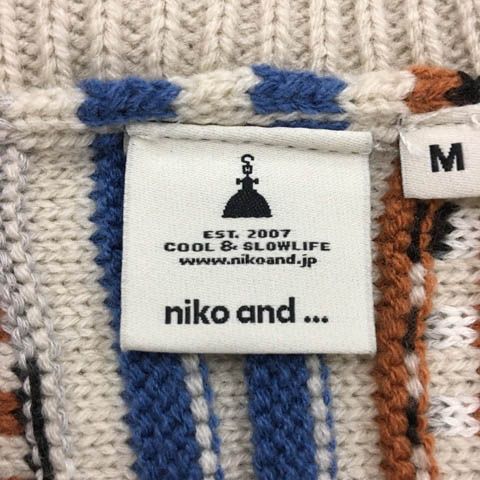 EST. 2007
COOL & SLOWLIFE
www.nikoand.jp
niko and ...
M